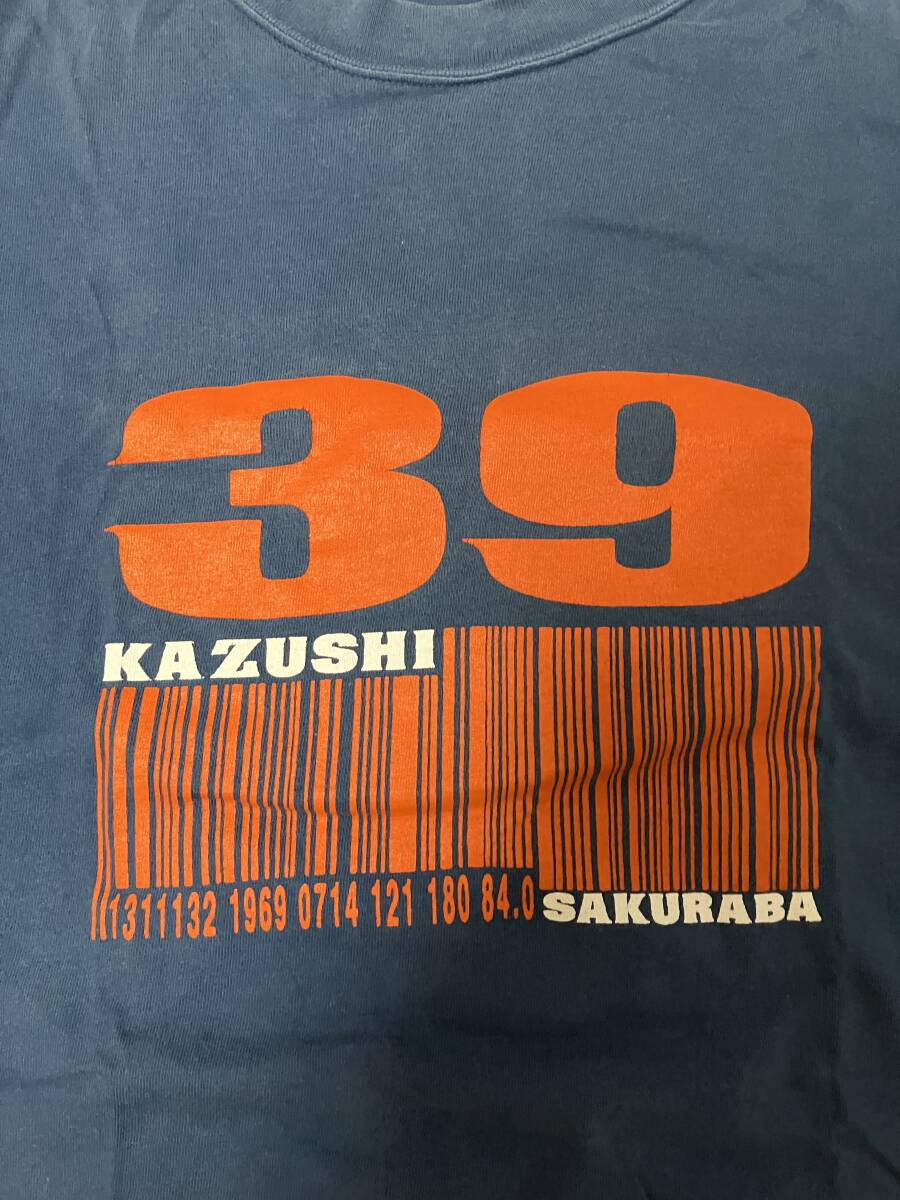 39
KAZUSHI
1311132 1969 0714 121 180 84.0
SAKURABA